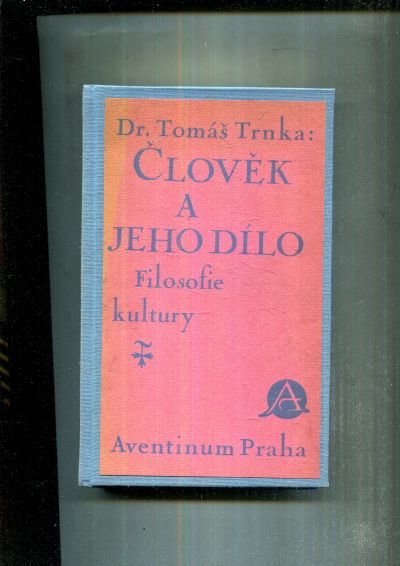 Dr. Tomáš Trnka:
ČLOVĚK
A
JEHO DÍLO
Filosofie
kultury
A
Aventinum Praha